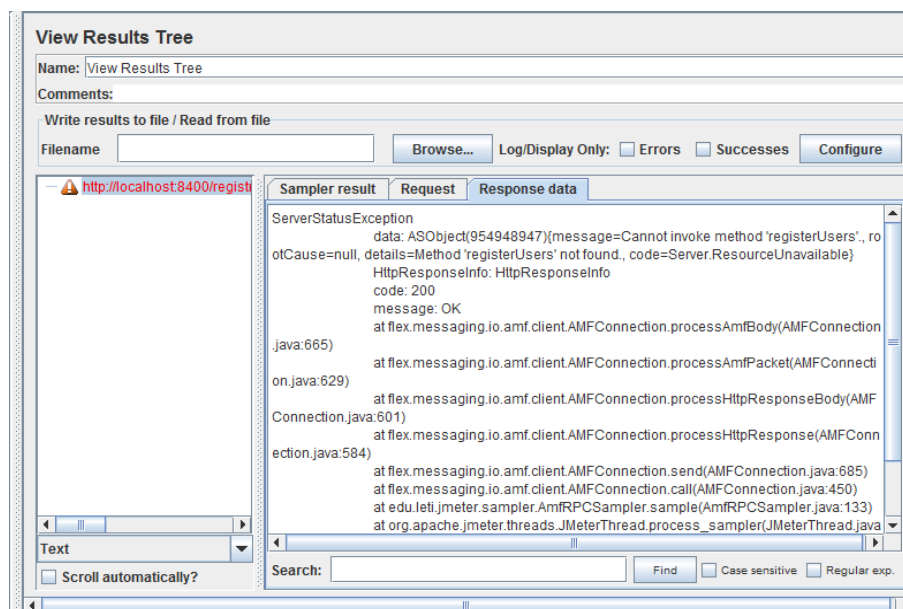 View Results Tree
Name: View Results Tree
Comments:
Write results to file / Read from file
Filename Browse... Log/Display Only: Errors Successes Configure
http://localhost:8400/regist
Sampler result Request Response data
ServerStatusException
data: ASObject(954948947){message=Cannot invoke method 'registerUsers'., ro
otCause=null, details=Method 'registerUsers' not found., code=Server.ResourceUnavailable}
HttpResponseInfo: HttpResponseInfo
code: 200
message: OK
at flex.messaging.io.amf.client.AMFConnection.processAmfBody(AMFConnection
.java:665)
at flex.messaging.io.amf.client.AMFConnection.processAmfPacket(AMFConnecti
on.java:629)
at flex.messaging.io.amf.client.AMFConnection.processHttpResponseBody(AMF
Connection.java:601)
at flex.messaging.io.amf.client.AMFConnection.processHttpResponse(AMFConn
ection.java:584)
at flex.messaging.io.amf.client.AMFConnection.send(AMFConnection.java:685)
at flex.messaging.io.amf.client.AMFConnection.call(AMFConnection.java:450)
at edu.leti.jmeter.sampler.AmfRPCSampler.sample(AmfRPCSampler.java:133)
at org.apache.jmeter.threads.JMeterThread.process_sampler(JMeterThread.java
Text
Scroll automatically?
Search: Find Case sensitive Regular exp.